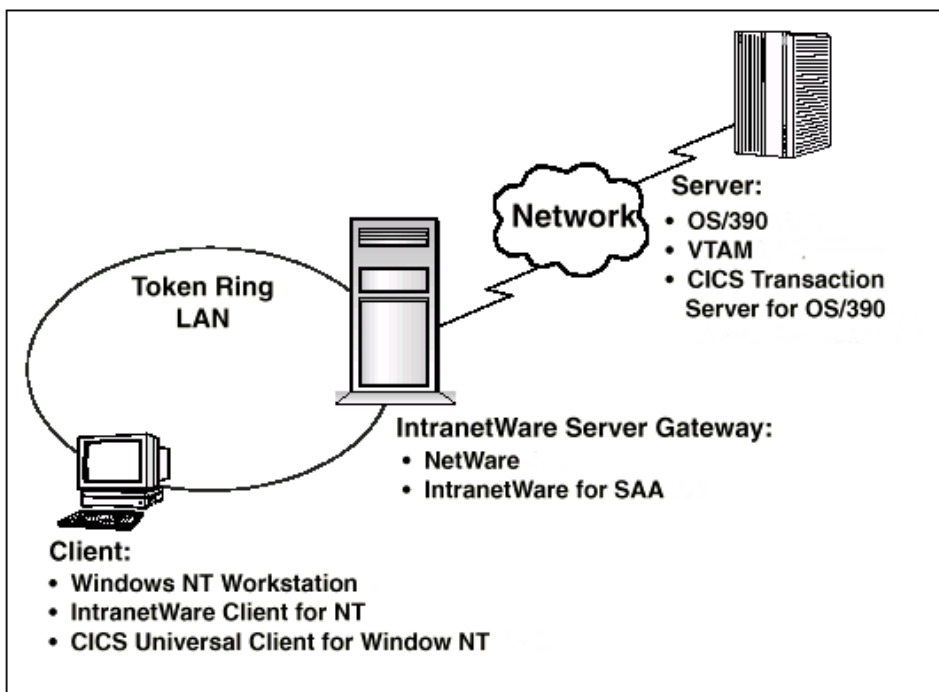 Server:
• OS/390
• VTAM
• CICS Transaction
Server for OS/390
Network
Token Ring
LAN
IntranetWare Server Gateway:
• NetWare
• IntranetWare for SAA
Client:
• Windows NT Workstation
• IntranetWare Client for NT
• CICS Universal Client for Window NT